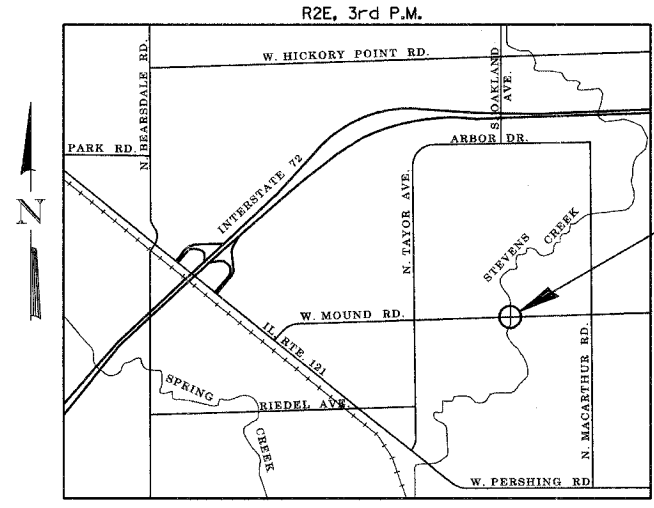 R2E, 3rd P.M.
W. HICKORY POINT RD.
N. BEARSDALE RD.
S. OAKLAND
AVE.
PARK RD.
ARBOR DR.
INTERSTATE 72
N. TAYOR AVE.
N
STEVENS
CREEK
W. MOUND RD.
IL. RTE. 121
N. MACARTHUR RD.
SPRING
CREEK
RIEDEL AVE.
W. PERSHING RD